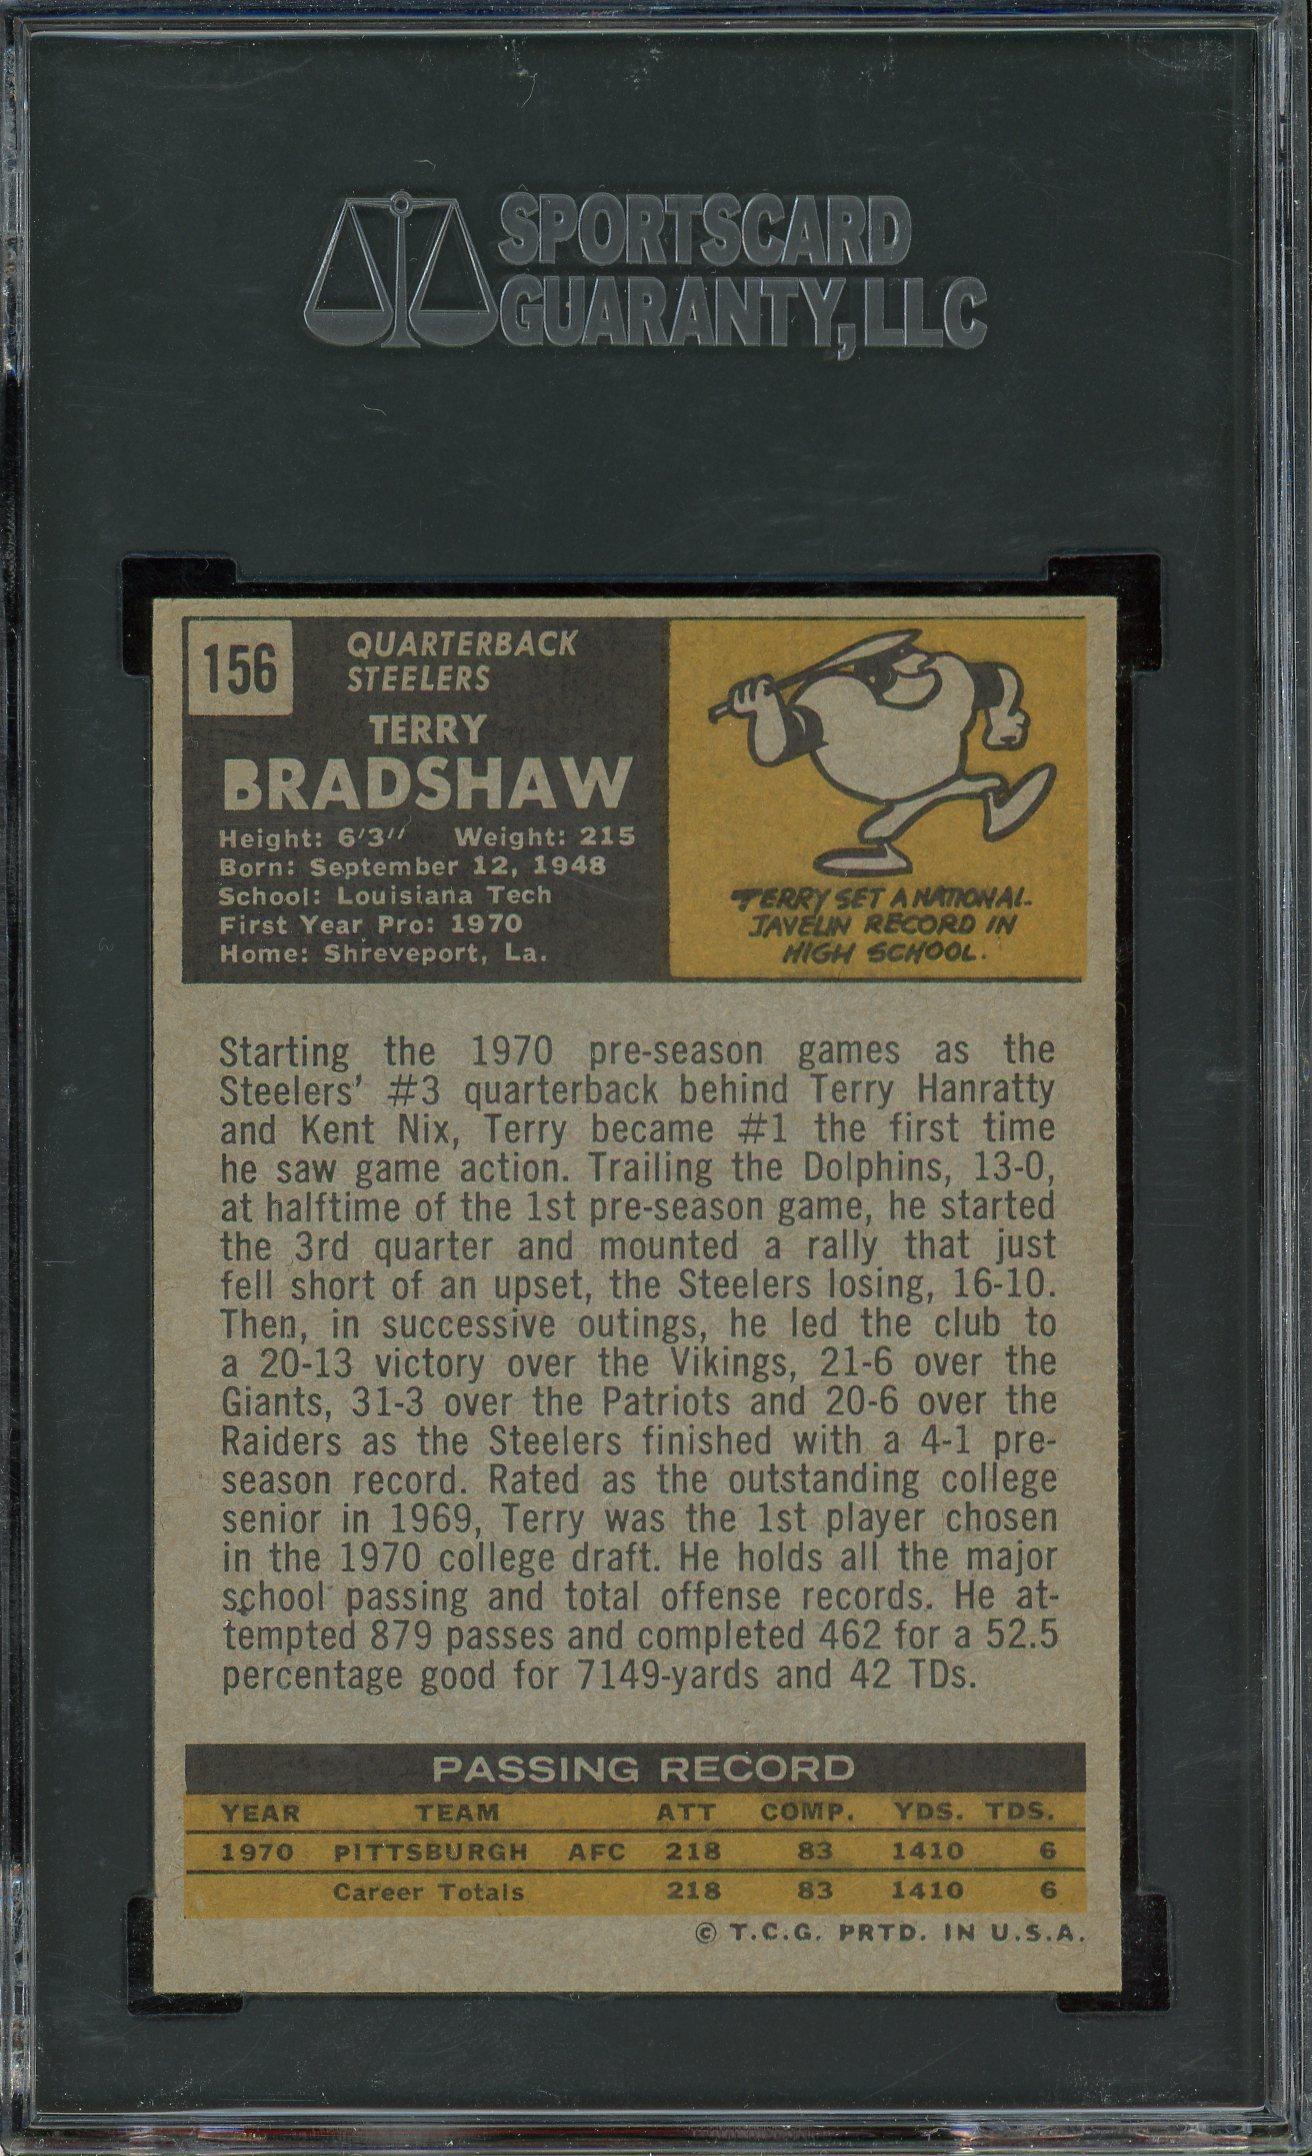 SPORTSCARD
GUARANTY, LLC
156
QUARTERBACK
STEELERS
TERRY
BRADSHAW
Height: 6'3'' Weight: 215
Born: September 12, 1948
School: Louisiana Tech
First Year Pro: 1970
Home: Shreveport, La.
TERRY SET A NATIONAL
JAVELIN RECORD IN
HIGH SCHOOL.
Starting the 1970 pre-season games as the
Steelers' #3 quarterback behind Terry Hanratty
and Kent Nix, Terry became #1 the first time
he saw game action. Trailing the Dolphins, 13-0,
at halftime of the 1st pre-season game, he started
the 3rd quarter and mounted a rally that just
fell short of an upset, the Steelers losing, 16-10.
Then, in successive outings, he led the club to
a 20-13 victory over the Vikings, 21-6 over the
Giants, 31-3 over the Patriots and 20-6 over the
Raiders as the Steelers finished with a 4-1 pre-
season record. Rated as the outstanding college
senior in 1969, Terry was the 1st player chosen
in the 1970 college draft. He holds all the major
school passing and total offense records. He at-
tempted 879 passes and completed 462 for a 52.5
percentage good for 7149-yards and 42 TDs.
PASSING RECORD
YEAR TEAM ATT COMP. YDS. TDS.
1970 PITTSBURGH AFC 218 83 1410 6
Career Totals 218 83 1410 6
© T.C.G. PRTD. IN U.S.A.